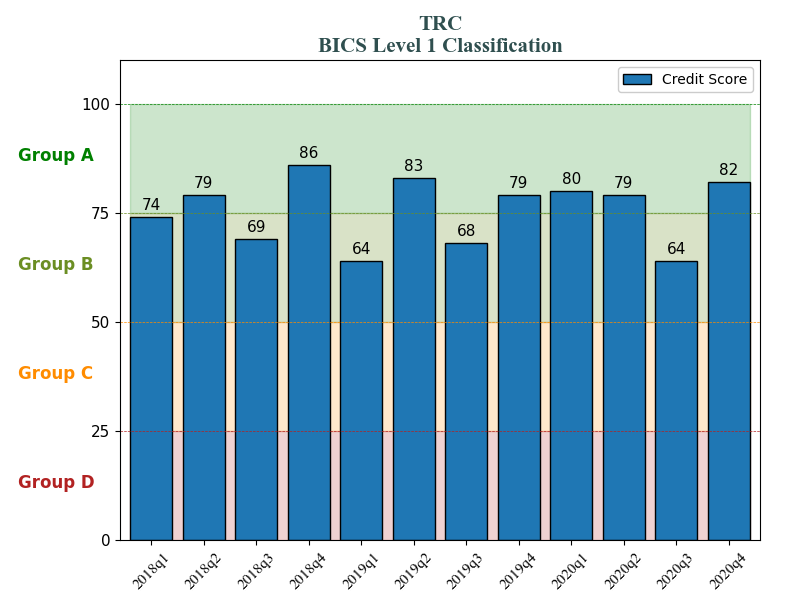 TRC
BICS Level 1 Classification
Credit Score
100
Group A
86
83
82
79
79
80
79
74
75
69
68
64
64
Group B
50
Group C
25
Group D
0
2018q1 2018q2 2018q3 2018q4 2019q1 2019q2 2019q3 2019q4 2020q1 2020q2 2020q3 2020q4